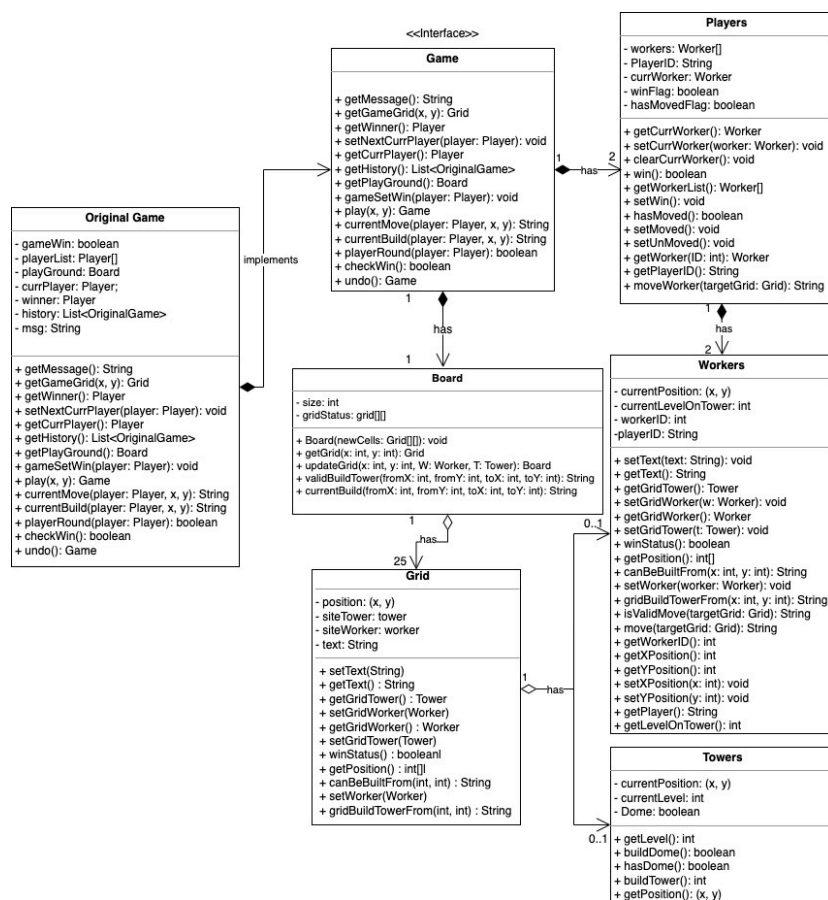 <<Interface>>
Game
+ getMessage(): String
+ getGameGrid(x, y): Grid
+ getWinner(): Player
+ setNextCurrPlayer(player: Player): void
+ getCurrPlayer(): Player
+ getHistory(): List<OriginalGame>
+ getPlayGround(): Board
+ gameSetWin(player: Player): void
+ play(x, y): Game
+ currentMove(player: Player, x, y): String
+ currentBuild(player: Player, x, y): String
+ playerRound(player: Player): boolean
+ checkWin(): boolean
+ undo(): Game
Players
- workers: Worker[]
- PlayerID: String
- currWorker: Worker
- winFlag: boolean
- hasMovedFlag: boolean
+ getCurrWorker(): Worker
+ setCurrWorker(worker: Worker): void
+ clearCurrWorker(): void
+ win(): boolean
+ getWorkerList(): Worker[]
+ setWin(): void
+ hasMoved(): boolean
+ setMoved(): void
+ setUnMoved(): void
+ getWorker(ID: int): Worker
+ getPlayerID(): String
+ moveWorker(targetGrid: Grid): String
1
has
2
Original Game
- gameWin: boolean
- playerList: Player[]
- playGround: Board
- currPlayer: Player;
- winner: Player
- history: List<OriginalGame>
- msg: String
+ getMessage(): String
+ getGameGrid(x, y): Grid
+ getWinner(): Player
+ setNextCurrPlayer(player: Player): void
+ getCurrPlayer(): Player
+ getHistory(): List<OriginalGame>
+ getPlayGround(): Board
+ gameSetWin(player: Player): void
+ play(x, y): Game
+ currentMove(player: Player, x, y): String
+ currentBuild(player: Player, x, y): String
+ playerRound(player: Player): boolean
+ checkWin(): boolean
+ undo(): Game
implements
1
has
1
1
has
2
Board
- size: int
- gridStatus: grid[][]
+ Board(newCells: Grid[][]): void
+ getGrid(x: int, y: int): Grid
+ updateGrid(x: int, y: int, W: Worker, T: Tower): Board
+ validBuildTower(fromX: int, fromY: int, toX: int, toY: int): String
+ currentBuild(fromX: int, fromY: int, toX: int, toY: int): String
1
has
25
Workers
- currentPosition: (x, y)
- currentLevelOnTower: int
- workerID: int
-playerID: String
+ setText(text: String): void
+ getText(): String
+ getGridTower(): Tower
+ setGridWorker(w: Worker): void
+ getGridWorker(): Worker
+ setGridTower(t: Tower): void
+ winStatus(): boolean
+ getPosition(): int[]
+ canBeBuiltFrom(x: int, y: int): String
+ setWorker(worker: Worker): void
+ gridBuildTowerFrom(x: int, y: int): String
+ isValidMove(targetGrid: Grid): String
+ move(targetGrid: Grid): String
+ getWorkerID(): int
+ getXPosition(): int
+ getYPosition(): int
+ setXPosition(x: int): void
+ setYPosition(y: int): void
+ getPlayer(): String
+ getLevelOnTower(): int
Grid
- position: (x, y)
- siteTower: tower
- siteWorker: worker
- text: String
+ setText(String)
+ getText() : String
+ getGridTower() : Tower
+ setGridWorker(Worker)
+ getGridWorker() : Worker
+ setGridTower(Tower)
+ winStatus() : booleanl
+ getPosition() : int[]l
+ canBeBuiltFrom(int, int) : String
+ setWorker(Worker)
+ gridBuildTowerFrom(int, int) : String
1
has
0..1
0..1
Towers
- currentPosition: (x, y)
- currentLevel: int
- Dome: boolean
+ getLevel(): int
+ buildDome(): boolean
+ hasDome(): boolean
+ buildTower(): int
+ getPosition(): (x, y)